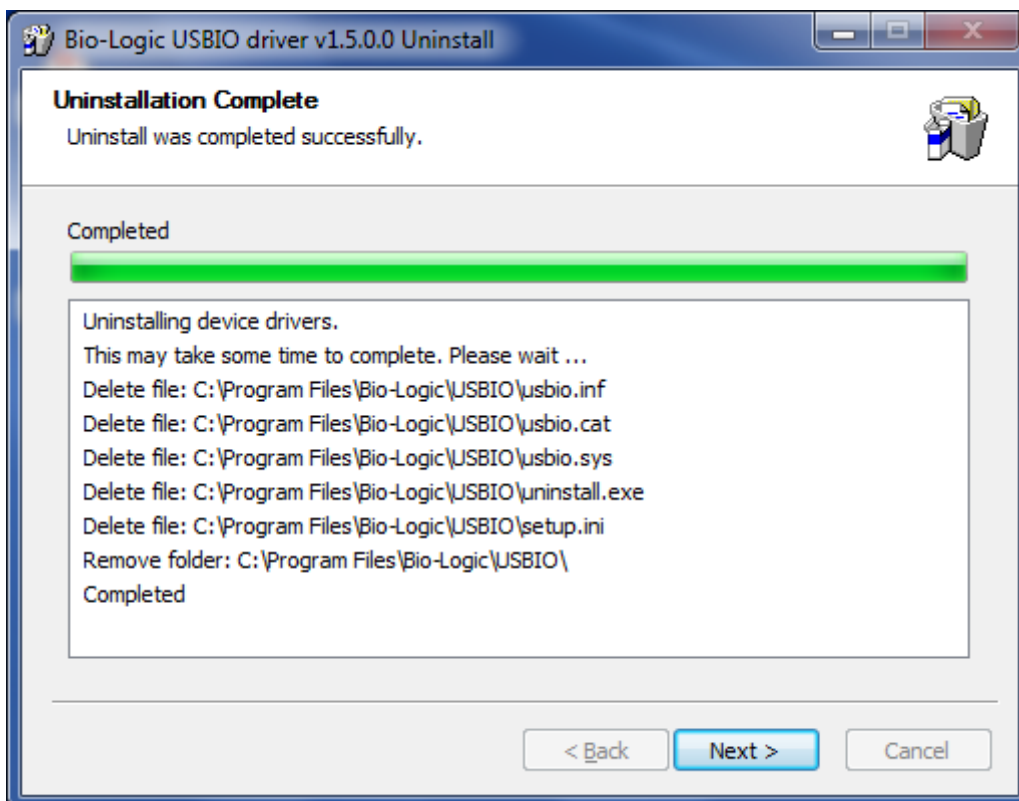 Bio-Logic USBIO driver v1.5.0.0 Uninstall
Uninstallation Complete
Uninstall was completed successfully.
Completed
Uninstalling device drivers.
This may take some time to complete. Please wait ...
Delete file: C:\Program Files\Bio-Logic\USBIO\usbio.inf
Delete file: C:\Program Files\Bio-Logic\USBIO\usbio.cat
Delete file: C:\Program Files\Bio-Logic\USBIO\usbio.sys
Delete file: C:\Program Files\Bio-Logic\USBIO\uninstall.exe
Delete file: C:\Program Files\Bio-Logic\USBIO\setup.ini
Remove folder: C:\Program Files\Bio-Logic\USBIO\
Completed
< Back Next > Cancel